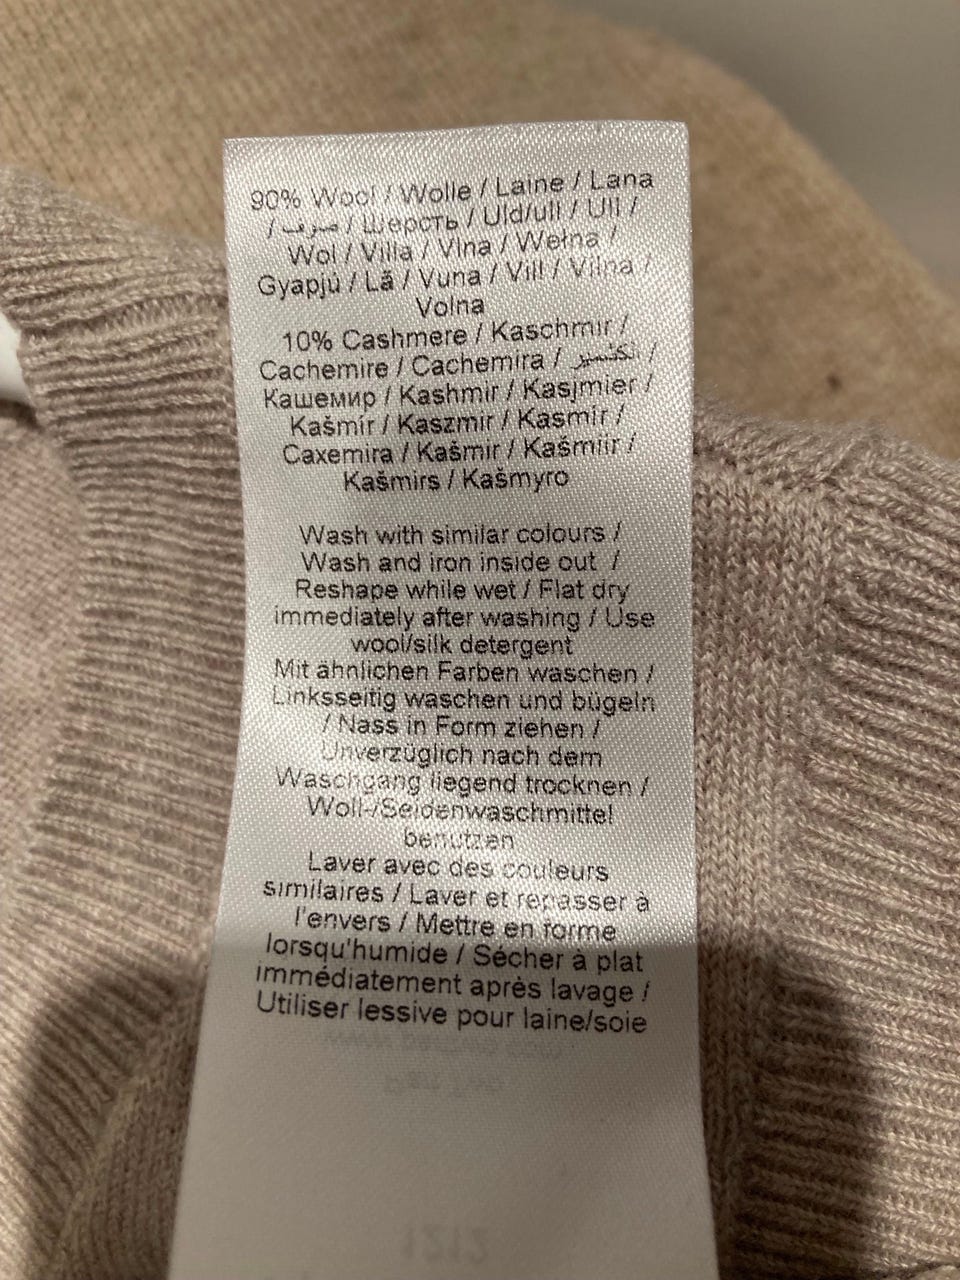 90% Wool / Wolle / Laine / Lana
/ صوف / Шерсть / Uld/ull / Ull /
Wol / Villa / Vlna / Wełna /
Gyapjú / Lã / Vuna / Vill / Vilna /
Volna
10% Cashmere / Kaschmir /
Cachemire / Cachemira / الكشمير /
Кашемир / Kashmir / Kasjmier /
Kašmír / Kaszmir / Kasmír /
Caxemira / Kašmir / Kašmiir /
Kašmirs / Kašmyro
Wash with similar colours /
Wash and iron inside out /
Reshape while wet / Flat dry
immediately after washing / Use
wool/silk detergent
Mit ähnlichen Farben waschen /
Linksseitig waschen und bügeln
/ Nass in Form ziehen /
Unverzüglich nach dem
Waschgang liegend trocknen /
Woll-/Seidenwaschmittel
benutzen
Laver avec des couleurs
similaires / Laver et repasser à
l'envers / Mettre en forme
lorsqu'humide / Sécher à plat
immédiatement après lavage /
Utiliser lessive pour laine/soie